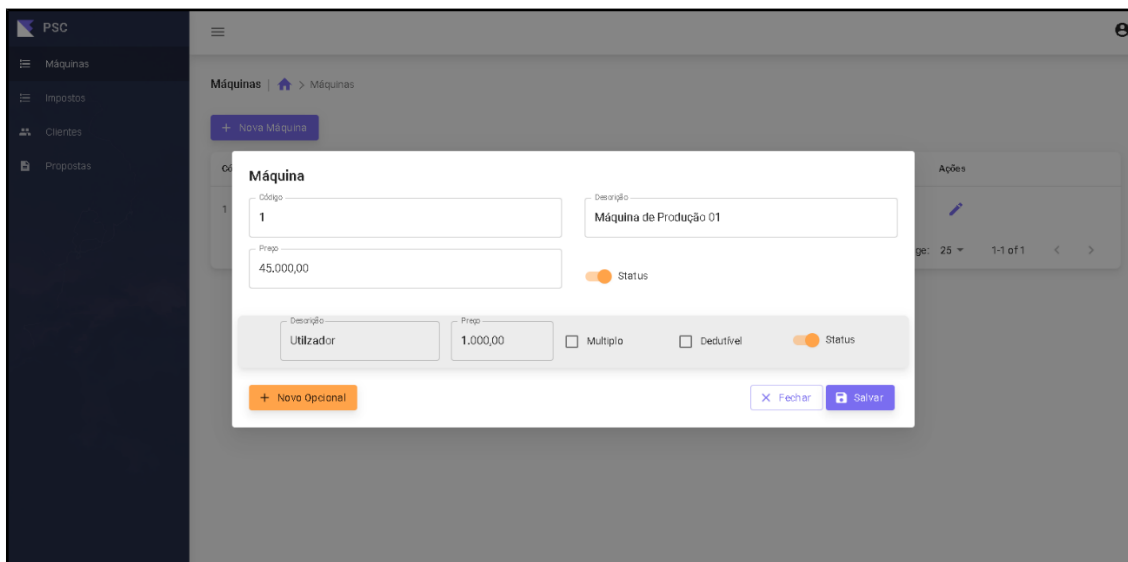 PSC
Máquinas
Impostos
Clientes
Propostas
Máquinas | > Máquinas
+ Nova Máquina
Ações
1
25
1-1 of 1
Máquina
Código
1
Descrição
Máquina de Produção 01
Preço
45.000,00
Status
Descrição
Utilzador
Preço
1.000,00
Multiplo
Dedutível
Status
+ Novo Opcional
Fechar
Salvar